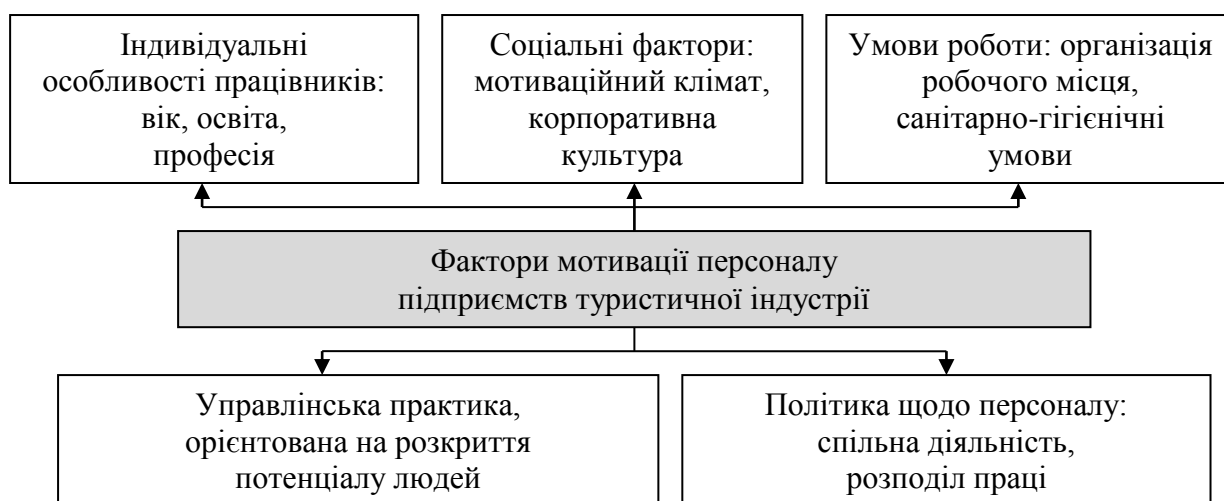 Індивідуальні
особливості працівників:
вік, освіта,
професія
Соціальні фактори:
мотиваційний клімат,
корпоративна
культура
Умови роботи: організація
робочого місця,
санітарно-гігієнічні
умови
Фактори мотивації персоналу
підприємств туристичної індустрії
Управлінська практика,
орієнтована на розкриття
потенціалу людей
Політика щодо персоналу:
спільна діяльність,
розподіл праці